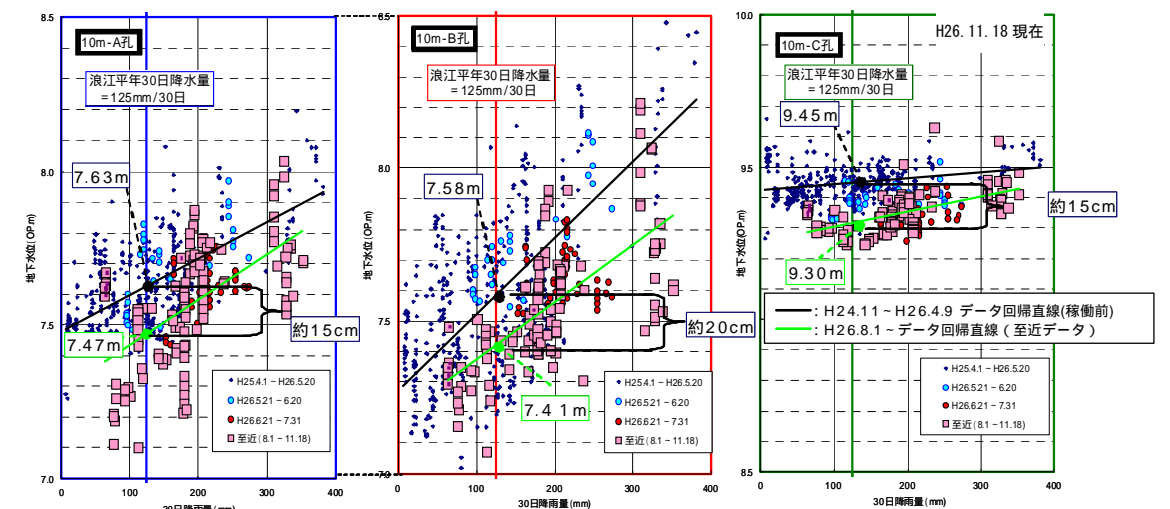 8.5
8.0
7.5
7.0
地下水位(OP.m)
10m-A孔
浪江平年30日降水量
=125mm/30日
7.63m
7.47m
約15cm
H25.4.1 ~ H26.5.20
H26.5.21 ~ 6.20
H26.6.21 ~ 7.31
至近(8.1 ~ 11.18)
0
100
200
300
400
地下水位(OP.m)
8.0
7.5
10m-B孔
浪江平年30日降水量
=125mm/30日
7.58m
約20cm
7.41m
H25.4.1 ~ H26.5.20
H26.5.21 ~ 6.20
H26.6.21 ~ 7.31
至近(8.1 ~ 11.18)
0
100
200
300
400
30日降雨量(mm)
10.0
9.5
8.5
H26.11.18 現在
10m-C孔
浪江平年30日降水量
=125mm/30日
9.45m
約15cm
9.30m
: H24.11~H26.4.9 データ回帰直線(稼働前)
: H26.8.1~データ回帰直線(至近データ)
H25.4.1 ~ H26.5.20
H26.5.21 ~ 6.20
H26.6.21 ~ 7.31
至近(8.1 ~ 11.18)
0
100
200
300
400
30日降雨量(mm)